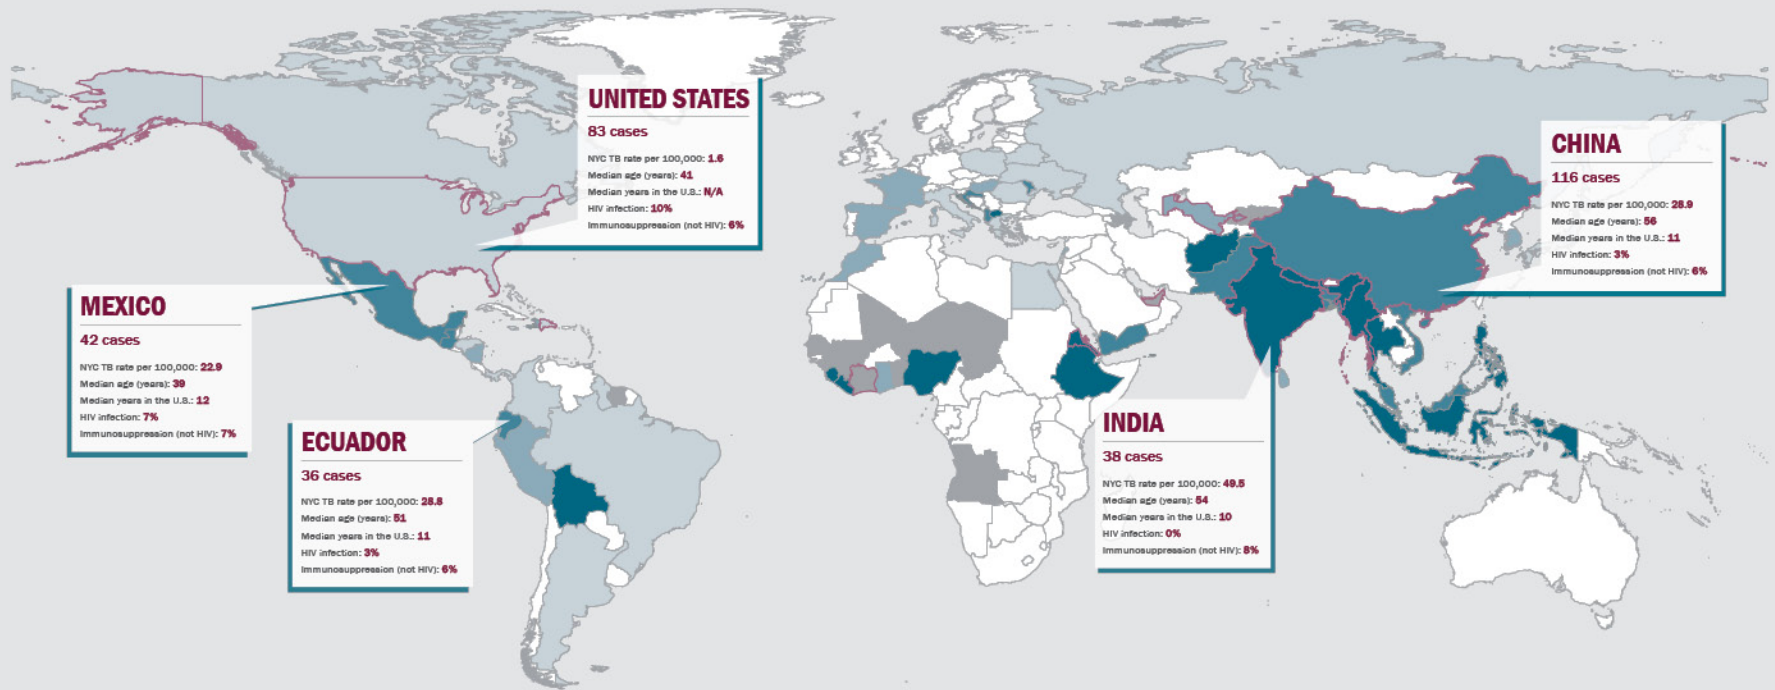 UNITED STATES
83 cases
NYC TB rate per 100,000: 1.6
Median age (years): 41
Median years in the U.S.: N/A
HIV infection: 10%
Immunosuppression (not HIV): 6%
CHINA
116 cases
NYC TB rate per 100,000: 28.9
Median age (years): 56
Median years in the U.S.: 11
HIV infection: 3%
Immunosuppression (not HIV): 6%
MEXICO
42 cases
NYC TB rate per 100,000: 22.9
Median age (years): 39
Median years in the U.S.: 12
HIV infection: 7%
Immunosuppression (not HIV): 7%
ECUADOR
36 cases
NYC TB rate per 100,000: 28.8
Median age (years): 51
Median years in the U.S.: 11
HIV infection: 3%
Immunosuppression (not HIV): 6%
INDIA
38 cases
NYC TB rate per 100,000: 49.5
Median age (years): 54
Median years in the U.S.: 10
HIV infection: 0%
Immunosuppression (not HIV): 8%